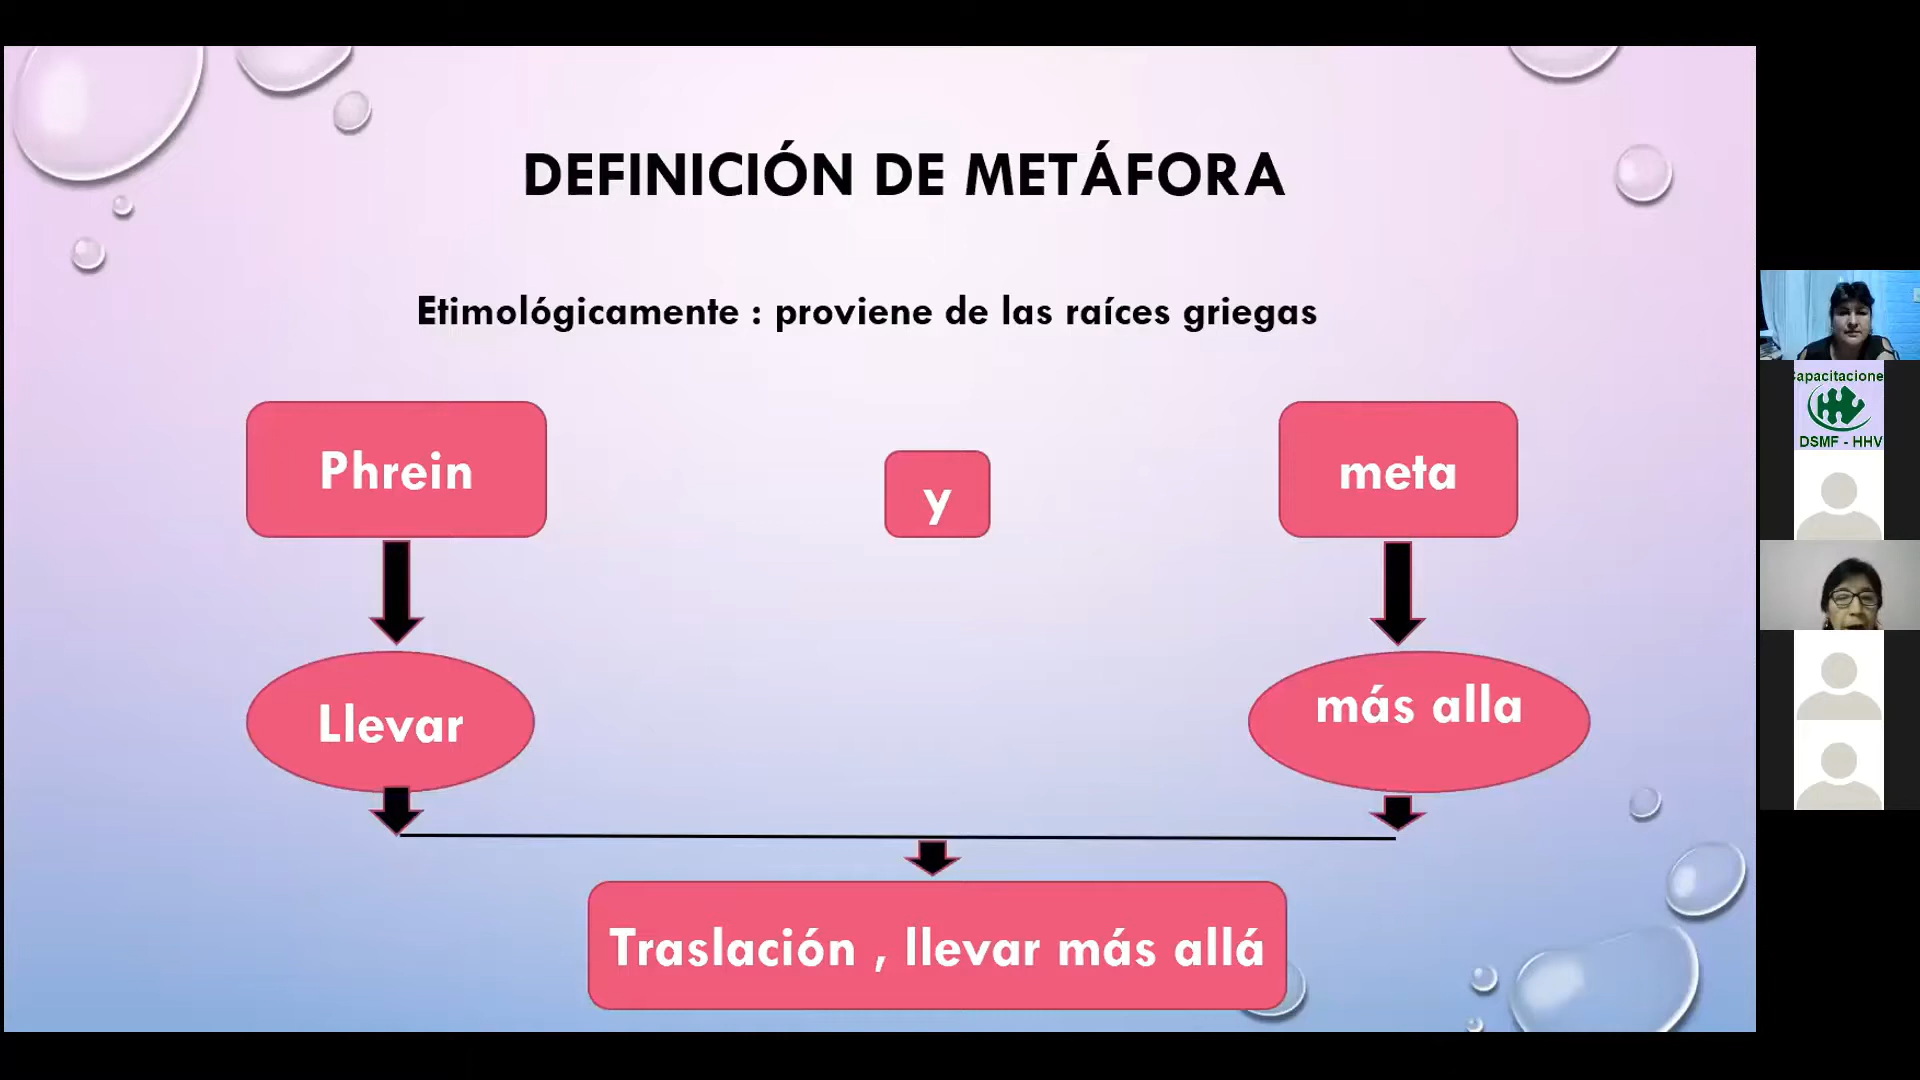 DEFINICIÓN DE METÁFORA
Etimológicamente : proviene de las raíces griegas
Phrein
y
meta
Llevar
más alla
Traslación , llevar más allá
apacitacione
DSMF - HHV